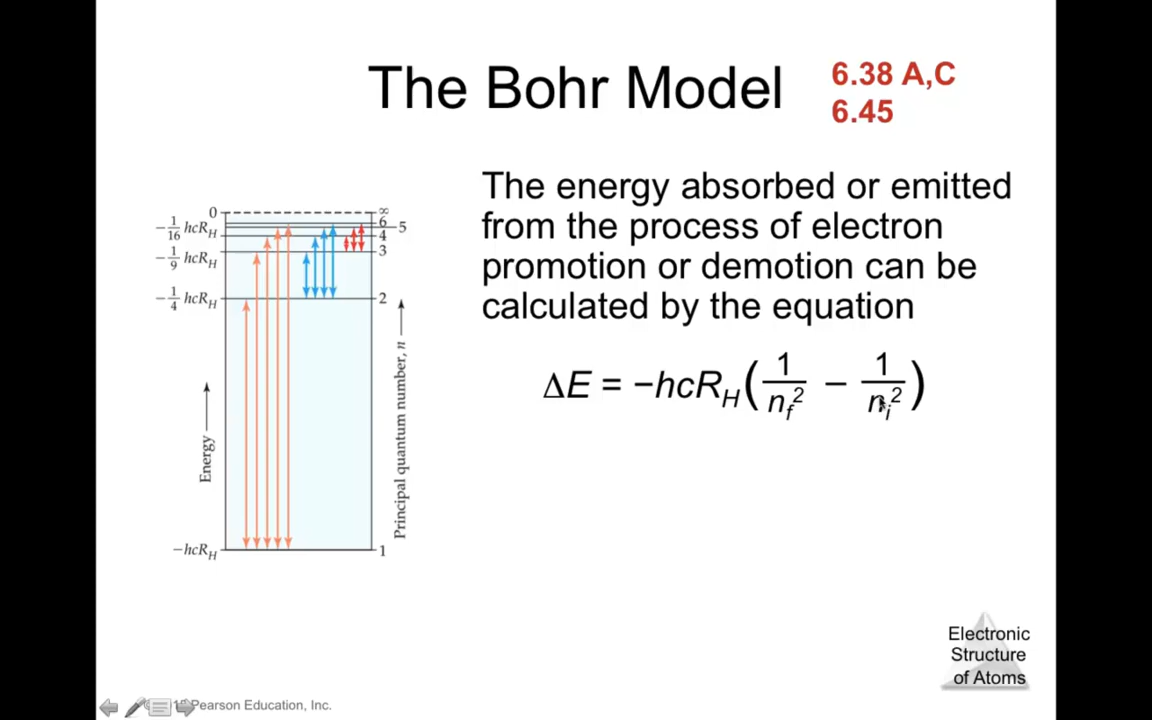 The Bohr Model
6.38 A,C
6.45
The energy absorbed or emitted
from the process of electron
promotion or demotion can be
calculated by the equation
ΔE = −hcR_H(1/n_f² − 1/n_i²)
0
−1/16 hcR_H
−1/9 hcR_H
−1/4 hcR_H
−hcR_H
Energy
∞
6
5
4
3
2
1
Principal quantum number, n
Electronic
Structure
of Atoms
Pearson Education, Inc.